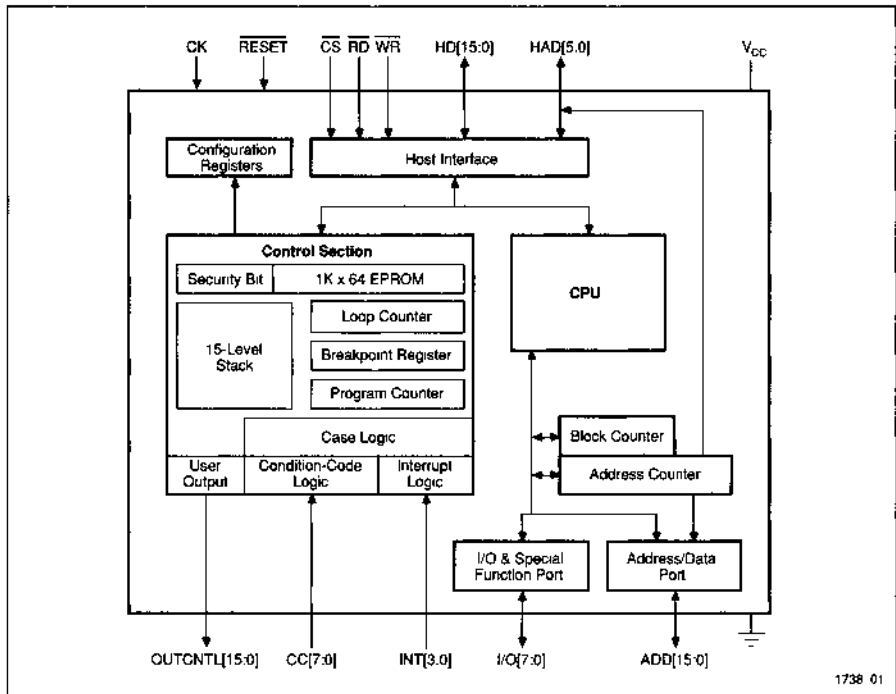 CK RESET CS RD WR HD[15:0] HAD[5.0] VCC
Configuration
Registers
Host Interface
Control Section
Security Bit 1K x 64 EPROM
CPU
Loop Counter
15-Level
Stack
Breakpoint Register
Program Counter
Case Logic
Block Counter
User
Output
Condition-Code
Logic
Interrupt
Logic
Address Counter
I/O & Special
Function Port
Address/Data
Port
OUTCNTL[15:0] CC[7:0] INT[3.0] I/O[7:0] ADD[15:0]
1738 01